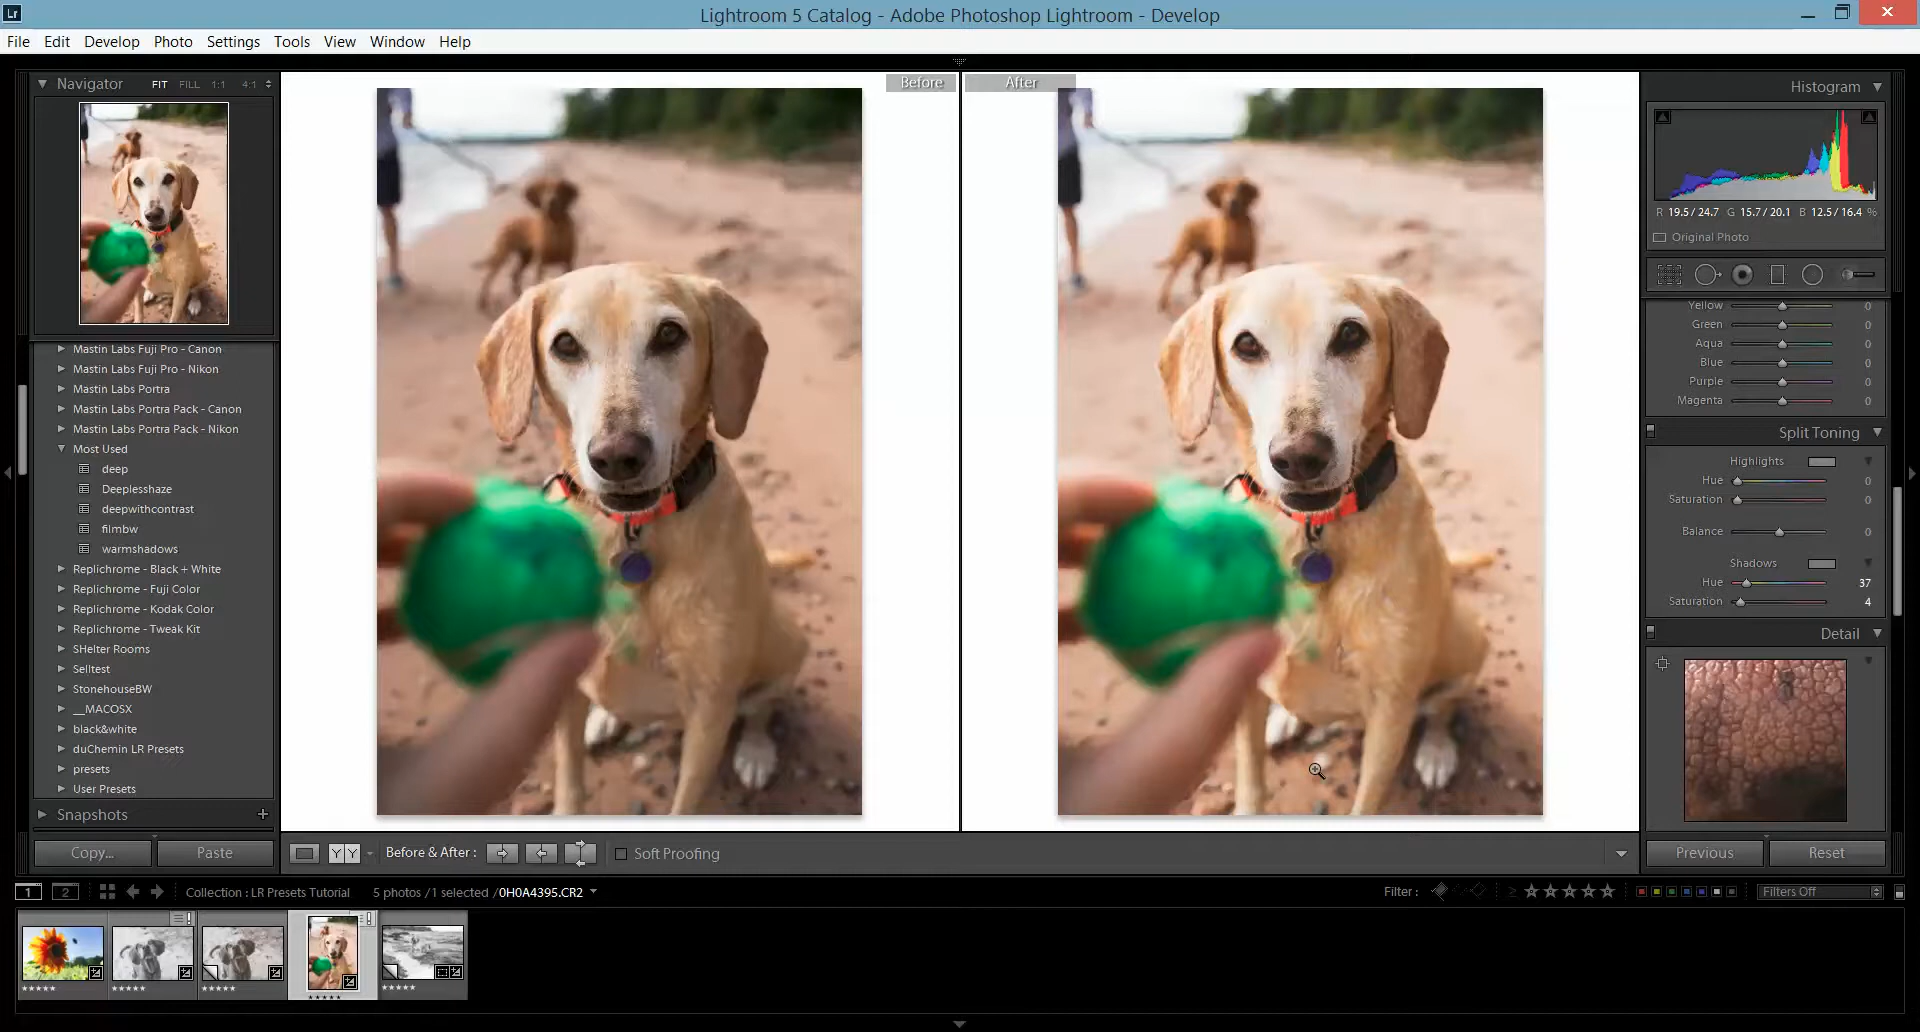 Lr
Lightroom 5 Catalog - Adobe Photoshop Lightroom - Develop
File Edit Develop Photo Settings Tools View Window Help
Navigator FIT FILL 1:1 4:1
Mastin Labs Fuji Pro - Canon
Mastin Labs Fuji Pro - Nikon
Mastin Labs Portra
Mastin Labs Portra Pack - Canon
Mastin Labs Portra Pack - Nikon
Most Used
deep
Deeplesshaze
deepwithcontrast
filmbw
warmshadows
Replichrome - Black + White
Replichrome - Fuji Color
Replichrome - Kodak Color
Replichrome - Tweak Kit
SHelter Rooms
Selltest
StonehouseBW
__MACOSX
black&white
duChemin LR Presets
presets
User Presets
Snapshots +
Copy... Paste
Before After
Y Y Before & After : Soft Proofing
Histogram
R 19.5 / 24.7 G 15.7 / 20.1 B 12.5 / 16.4 %
Original Photo
Yellow 0
Green 0
Aqua 0
Blue 0
Purple 0
Magenta 0
Split Toning
Highlights
Hue 0
Saturation 0
Balance 0
Shadows
Hue 37
Saturation 4
Detail
Previous Reset
1 2 Collection : LR Presets Tutorial 5 photos / 1 selected / 0H0A4395.CR2 Filter : ≥ Filters Off